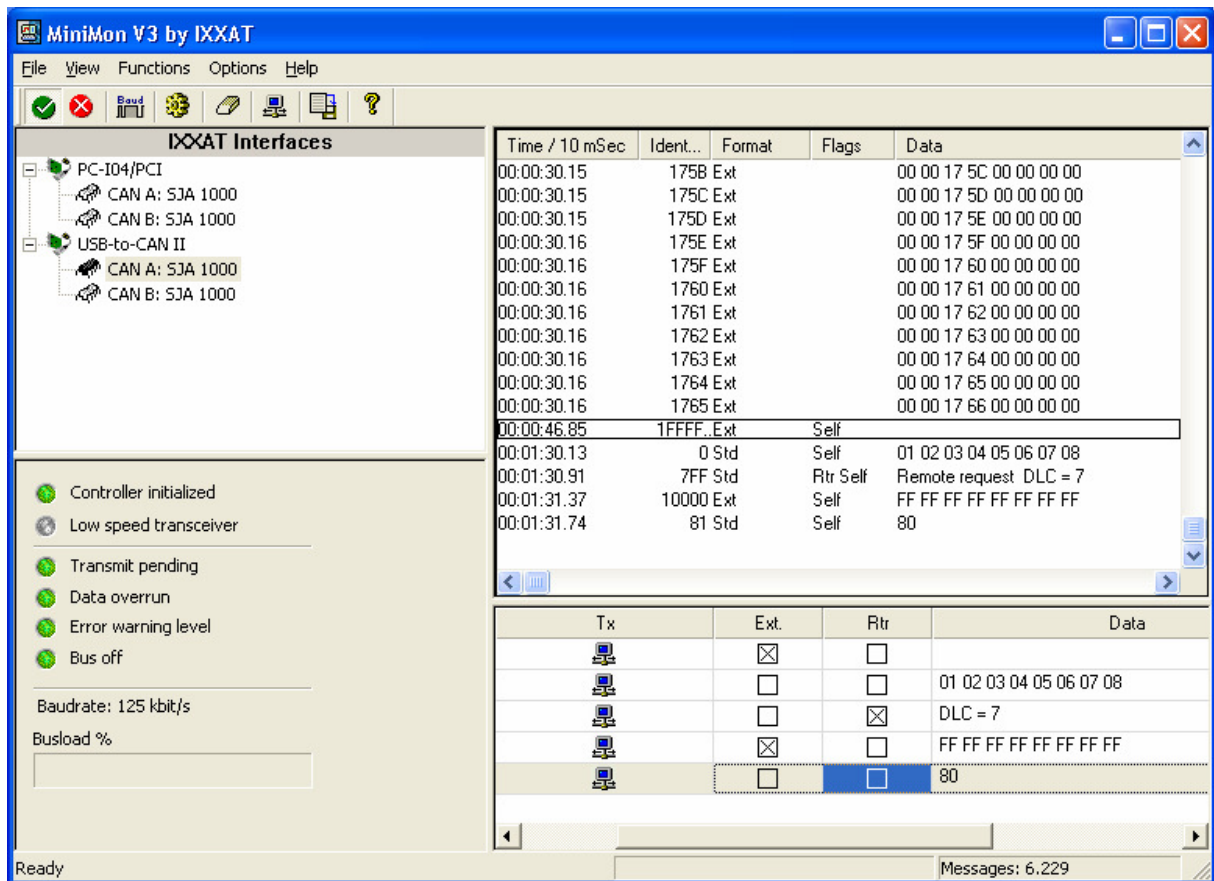 MiniMon V3 by IXXAT
File View Functions Options Help
Baud
IXXAT Interfaces
PC-I04/PCI
CAN A: SJA 1000
CAN B: SJA 1000
USB-to-CAN II
CAN A: SJA 1000
CAN B: SJA 1000
Time / 10 mSec Ident... Format Flags Data
00:00:30.15 175B Ext 00 00 17 5C 00 00 00 00
00:00:30.15 175C Ext 00 00 17 5D 00 00 00 00
00:00:30.15 175D Ext 00 00 17 5E 00 00 00 00
00:00:30.16 175E Ext 00 00 17 5F 00 00 00 00
00:00:30.16 175F Ext 00 00 17 60 00 00 00 00
00:00:30.16 1760 Ext 00 00 17 61 00 00 00 00
00:00:30.16 1761 Ext 00 00 17 62 00 00 00 00
00:00:30.16 1762 Ext 00 00 17 63 00 00 00 00
00:00:30.16 1763 Ext 00 00 17 64 00 00 00 00
00:00:30.16 1764 Ext 00 00 17 65 00 00 00 00
00:00:30.16 1765 Ext 00 00 17 66 00 00 00 00
00:00:46.85 1FFFF.. Ext Self
00:01:30.13 0 Std Self 01 02 03 04 05 06 07 08
00:01:30.91 7FF Std Rtr Self Remote request DLC = 7
00:01:31.37 10000 Ext Self FF FF FF FF FF FF FF FF
00:01:31.74 81 Std Self 80
Controller initialized
Low speed transceiver
Transmit pending
Data overrun
Error warning level
Bus off
Baudrate: 125 kbit/s
Busload %
Tx Ext. Rtr Data
01 02 03 04 05 06 07 08
DLC = 7
FF FF FF FF FF FF FF FF
80
Ready
Messages: 6.229